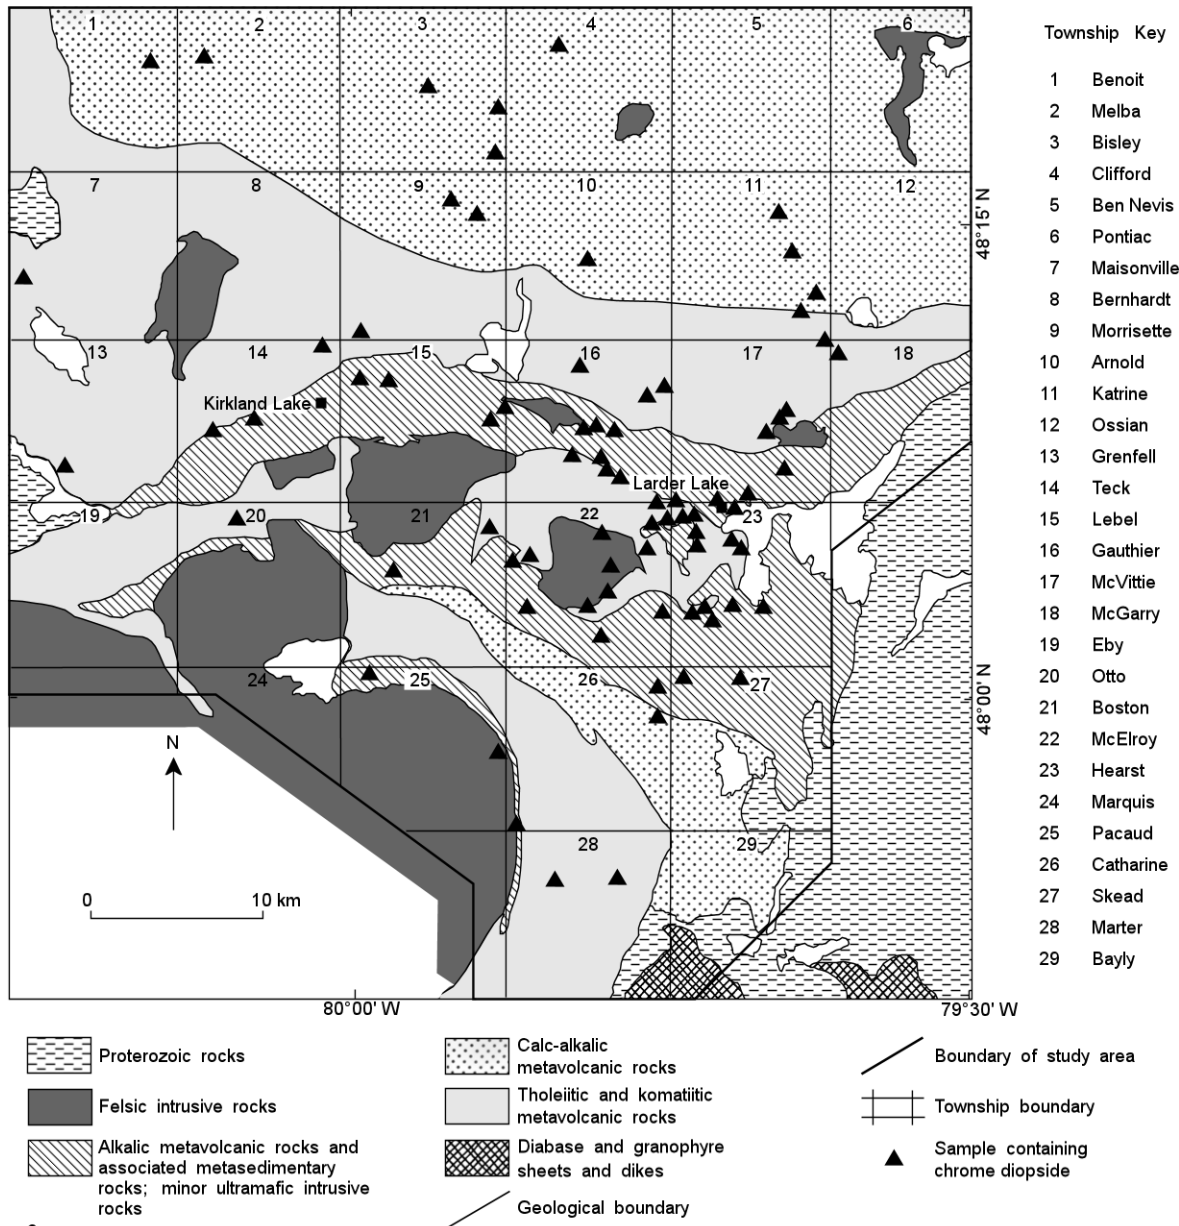 1 2 3 4 5 6
7 8 9 10 11 12
48°15' N
13 14 15 16 17 18
Kirkland Lake
Larder Lake
19 20 21 22 23
24 25 26 27
48°00' N
N
28 29
0 10 km
80°00' W
79°30' W
Township Key
1 Benoit
2 Melba
3 Bisley
4 Clifford
5 Ben Nevis
6 Pontiac
7 Maisonville
8 Bernhardt
9 Morrisette
10 Arnold
11 Katrine
12 Ossian
13 Grenfell
14 Teck
15 Lebel
16 Gauthier
17 McVittie
18 McGarry
19 Eby
20 Otto
21 Boston
22 McElroy
23 Hearst
24 Marquis
25 Pacaud
26 Catharine
27 Skead
28 Marter
29 Bayly
Proterozoic rocks
Felsic intrusive rocks
Alkalic metavolcanic rocks and
associated metasedimentary
rocks; minor ultramafic intrusive
rocks
Calc-alkalic
metavolcanic rocks
Tholeiitic and komatiitic
metavolcanic rocks
Diabase and granophyre
sheets and dikes
Geological boundary
Boundary of study area
Township boundary
Sample containing
chrome diopside